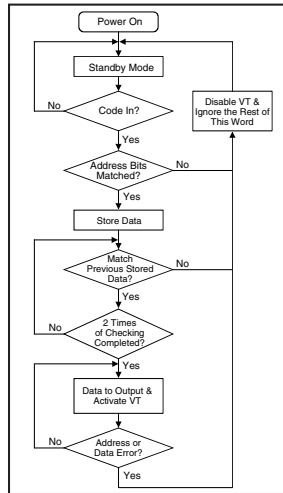 Power On
Standby Mode
No
Code In?
Disable VT &
Ignore the Rest of
This Word
Yes
Address Bits
Matched?
No
Yes
Store Data
Match
Previous Stored
Data?
No
Yes
2 Times
of Checking
Completed?
No
Yes
Data to Output &
Activate VT
No
Address or
Data Error?
Yes